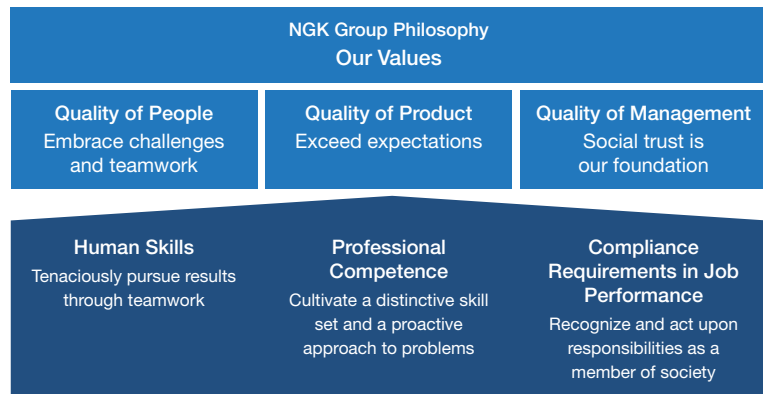 NGK Group Philosophy
Our Values
Quality of People
Embrace challenges
and teamwork
Quality of Product
Exceed expectations
Quality of Management
Social trust is
our foundation
Human Skills
Tenaciously pursue results
through teamwork
Professional
Competence
Cultivate a distinctive skill
set and a proactive
approach to problems
Compliance
Requirements in Job
Performance
Recognize and act upon
responsibilities as a
member of society